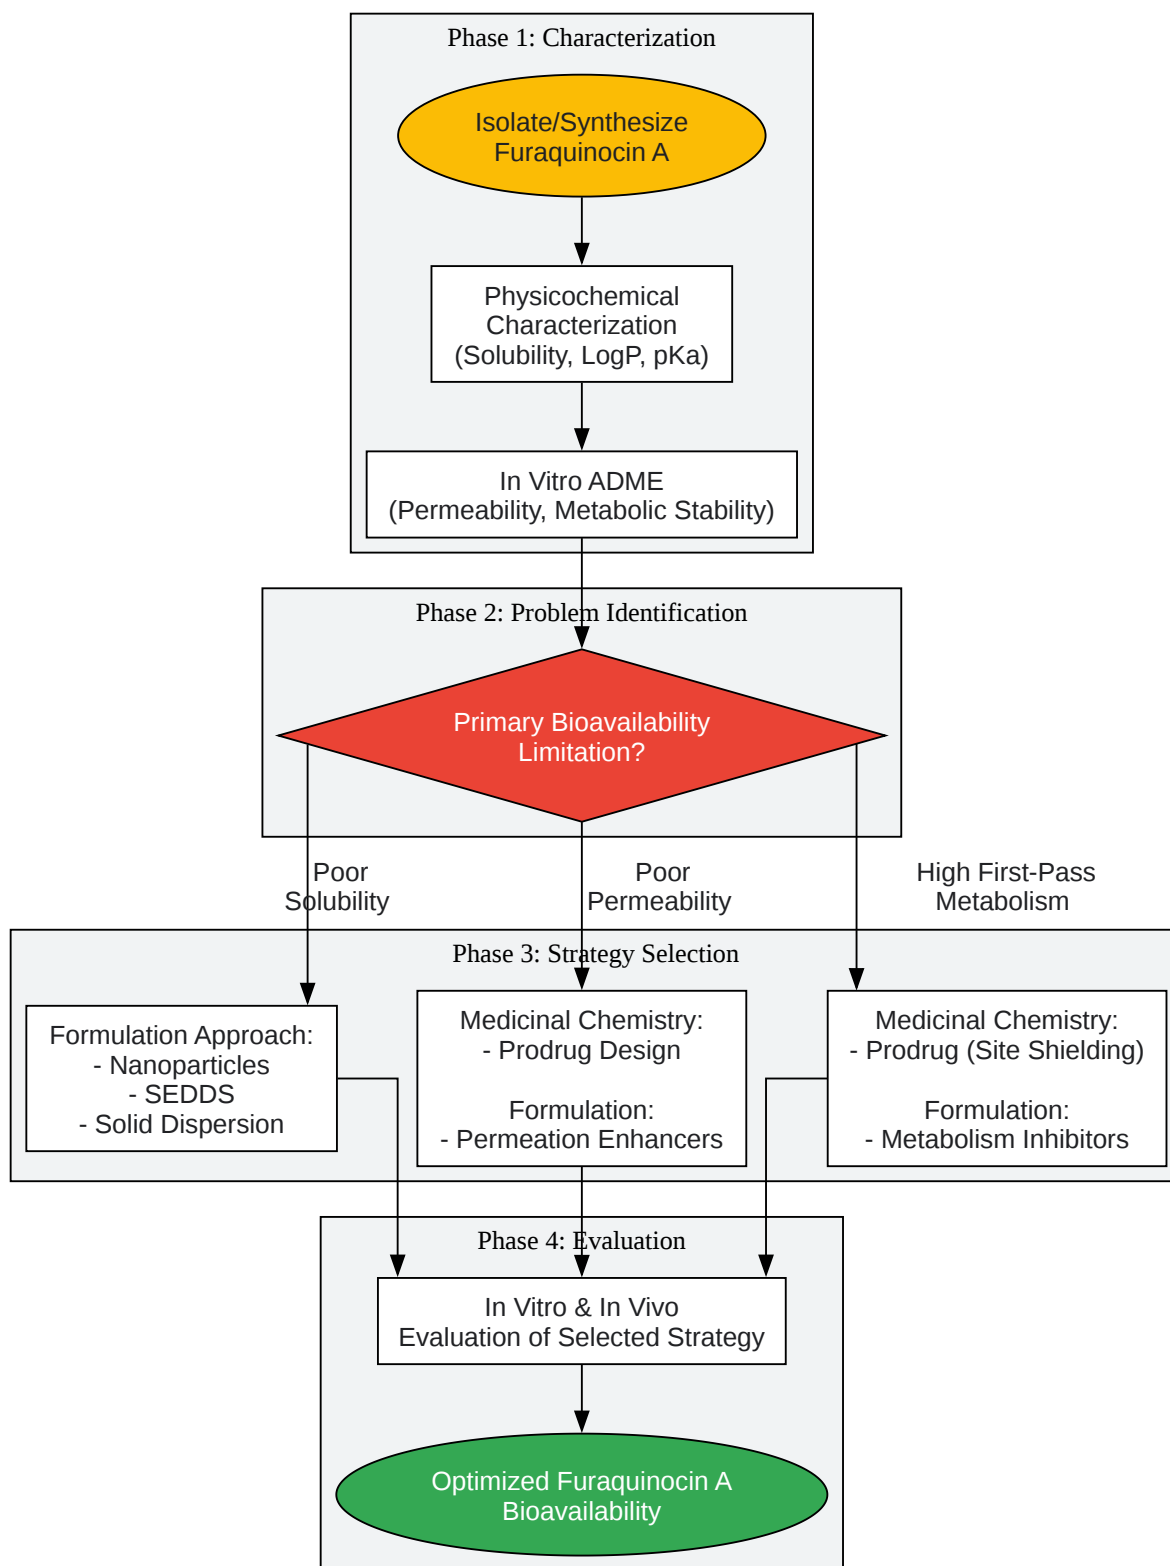 Phase 1: Characterization
Isolate/Synthesize
Furaquinocin A
Physicochemical
Characterization
(Solubility, LogP, pKa)
In Vitro ADME
(Permeability, Metabolic Stability)
Phase 2: Problem Identification
Primary Bioavailability
Limitation?
Poor
Solubility
Poor
Permeability
High First-Pass
Metabolism
Phase 3: Strategy Selection
Formulation Approach:
- Nanoparticles
- SEDDS
- Solid Dispersion
Medicinal Chemistry:
- Prodrug Design
Formulation:
- Permeation Enhancers
Medicinal Chemistry:
- Prodrug (Site Shielding)
Formulation:
- Metabolism Inhibitors
Phase 4: Evaluation
In Vitro & In Vivo
Evaluation of Selected Strategy
Optimized Furaquinocin A
Bioavailability